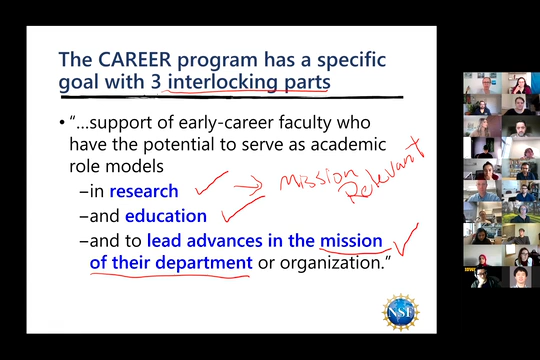 The CAREER program has a specific
goal with 3 interlocking parts
• “...support of early-career faculty who
have the potential to serve as academic
role models
–in research
mission
Relevant
–and education
–and to lead advances in the mission
of their department or organization.”
NSF